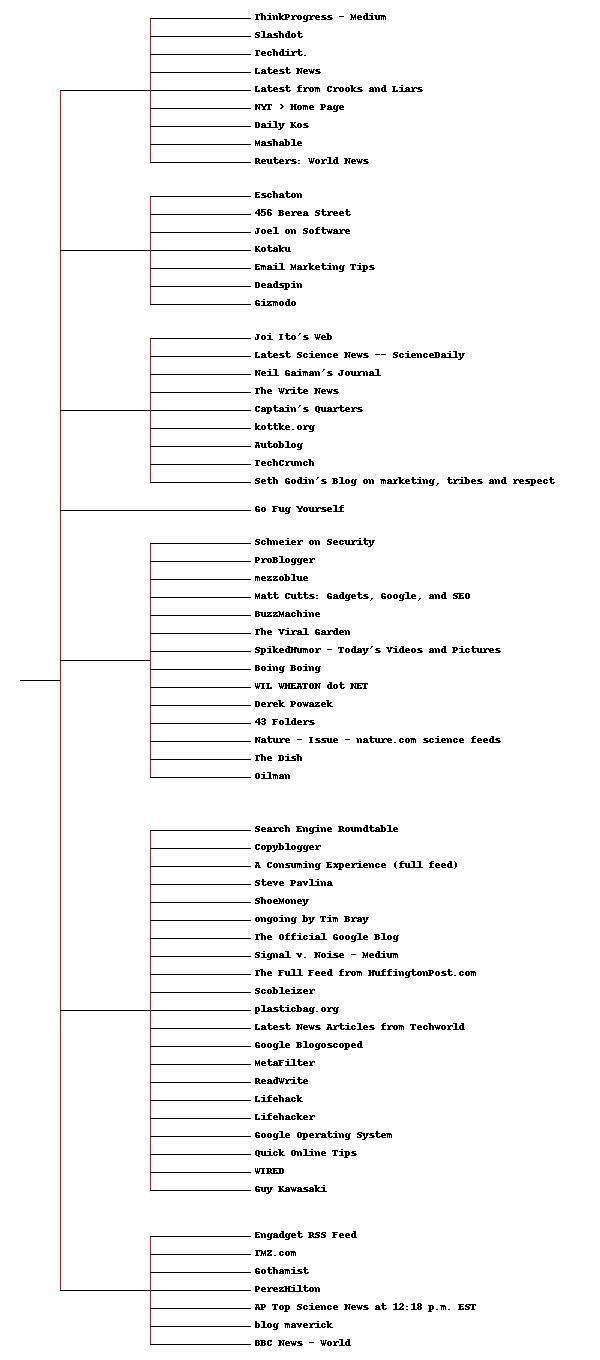 ThinkProgress - Medium
Slashdot
Techdirt.
Latest News
Latest from Crooks and Liars
NYT > Home Page
Daily Kos
Mashable
Reuters: World News
Eschaton
456 Berea Street
Joel on Software
Kotaku
Email Marketing Tips
Deadspin
Gizmodo
Joi Ito's Web
Latest Science News -- ScienceDaily
Neil Gaiman's Journal
The Write News
Captain's Quarters
kottke.org
Autoblog
TechCrunch
Seth Godin's Blog on marketing, tribes and respect
Go Fug Yourself
Schneier on Security
ProBlogger
mezzoblue
Matt Cutts: Gadgets, Google, and SEO
BuzzMachine
The Viral Garden
SpikedHumor - Today's Videos and Pictures
Boing Boing
WIL WHEATON dot NET
Derek Powazek
43 Folders
Nature - Issue - nature.com science feeds
The Dish
Oilman
Search Engine Roundtable
Copyblogger
A Consuming Experience (full feed)
Steve Pavlina
ShoeMoney
ongoing by Tim Bray
The Official Google Blog
Signal v. Noise - Medium
The Full Feed from HuffingtonPost.com
Scobleizer
plasticbag.org
Latest News Articles from Techworld
Google Blogoscoped
MetaFilter
ReadWrite
Lifehack
Lifehacker
Google Operating System
Quick Online Tips
WIRED
Guy Kawasaki
Engadget RSS Feed
TMZ.com
Gothamist
PerezHilton
AP Top Science News at 12:18 p.m. EST
blog maverick
BBC News - World